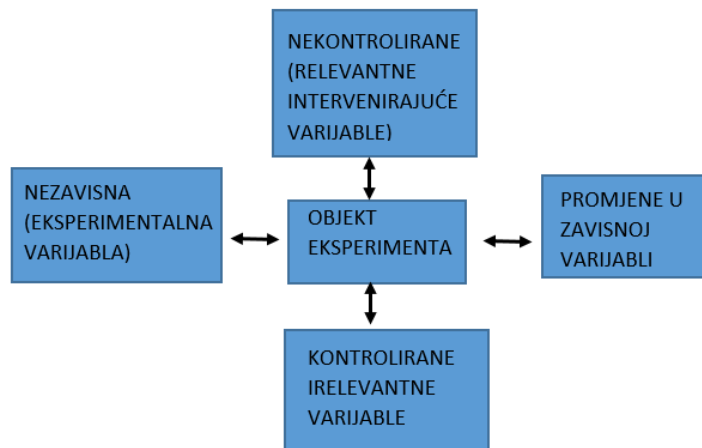 NEKONTROLIRANE
(RELEVANTNE
INTERVENIRAJUĆE
VARIJABLE)
NEZAVISNA
(EKSPERIMENTALNA
VARIJABLA)
OBJEKT
EKSPERIMENTA
PROMJENE U
ZAVISNOJ
VARIJABLI
KONTROLIRANE
IRELEVANTNE
VARIJABLE